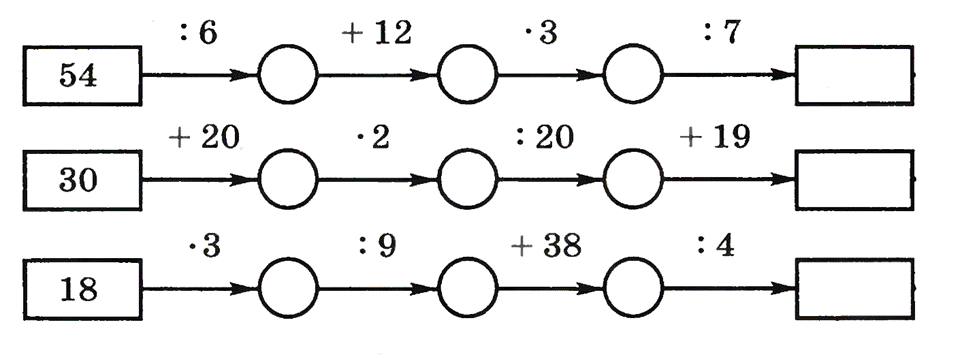 : 6 + 12 · 3 : 7
54
+ 20 · 2 : 20 + 19
30
· 3 : 9 + 38 : 4
18